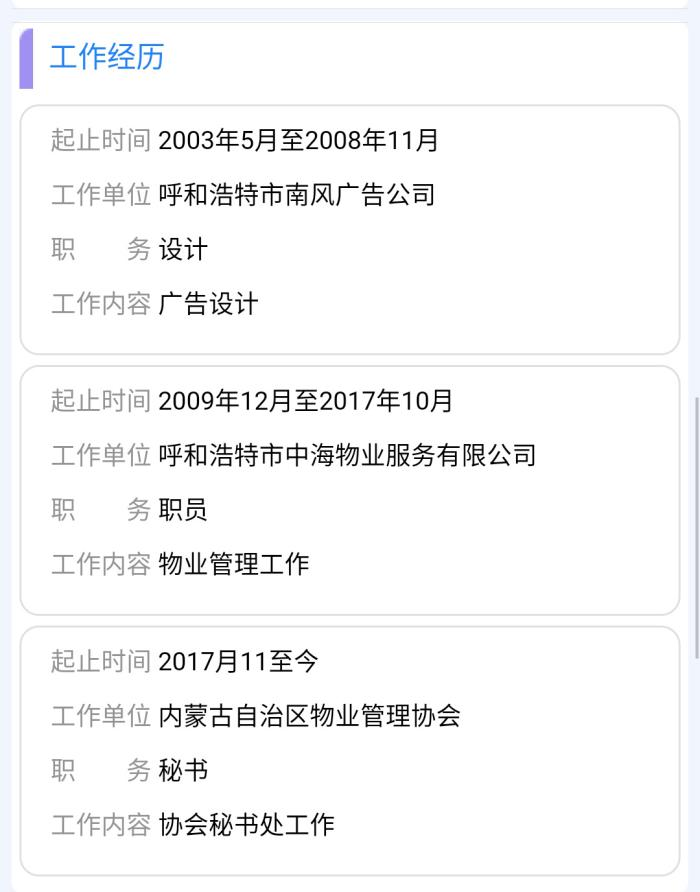 工作经历
起止时间 2003年5月至2008年11月
工作单位 呼和浩特市南风广告公司
职　　务 设计
工作内容 广告设计
起止时间 2009年12月至2017年10月
工作单位 呼和浩特市中海物业服务有限公司
职　　务 职员
工作内容 物业管理工作
起止时间 2017月11至今
工作单位 内蒙古自治区物业管理协会
职　　务 秘书
工作内容 协会秘书处工作